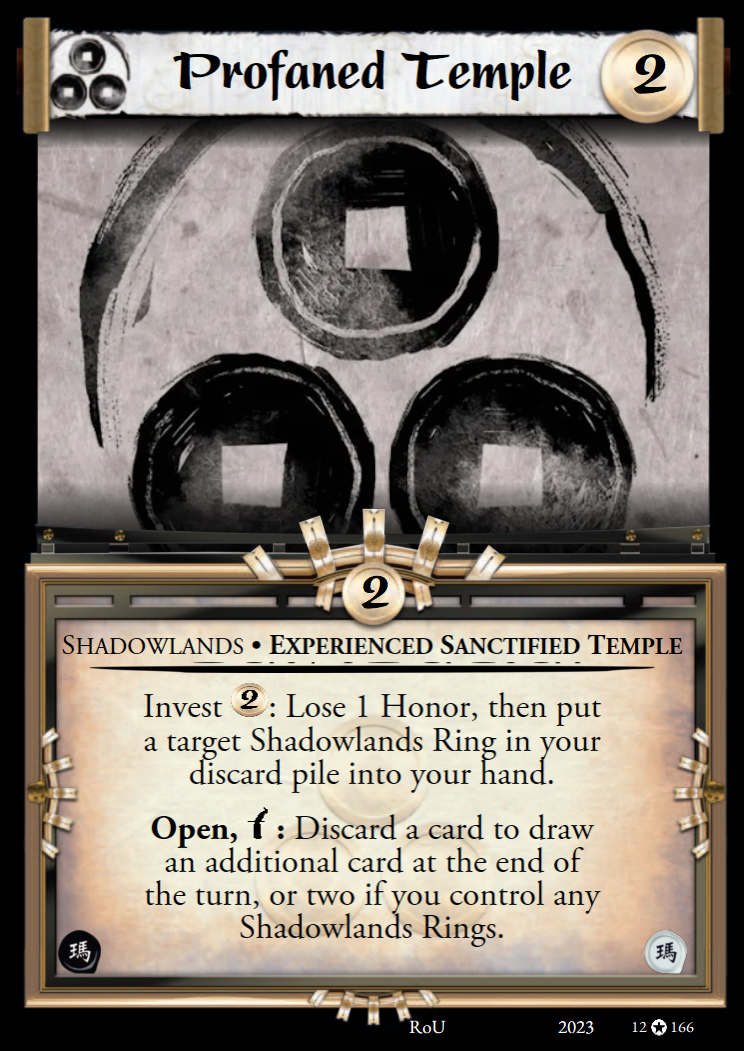 Profaned Temple 2
2
Shadowlands • Experienced Sanctified Temple
Invest 2: Lose 1 Honor, then put
a target Shadowlands Ring in your
discard pile into your hand.
Open, : Discard a card to draw
an additional card at the end of
the turn, or two if you control any
Shadowlands Rings.
瑪 瑪
RoU 2023 12 ✪ 166